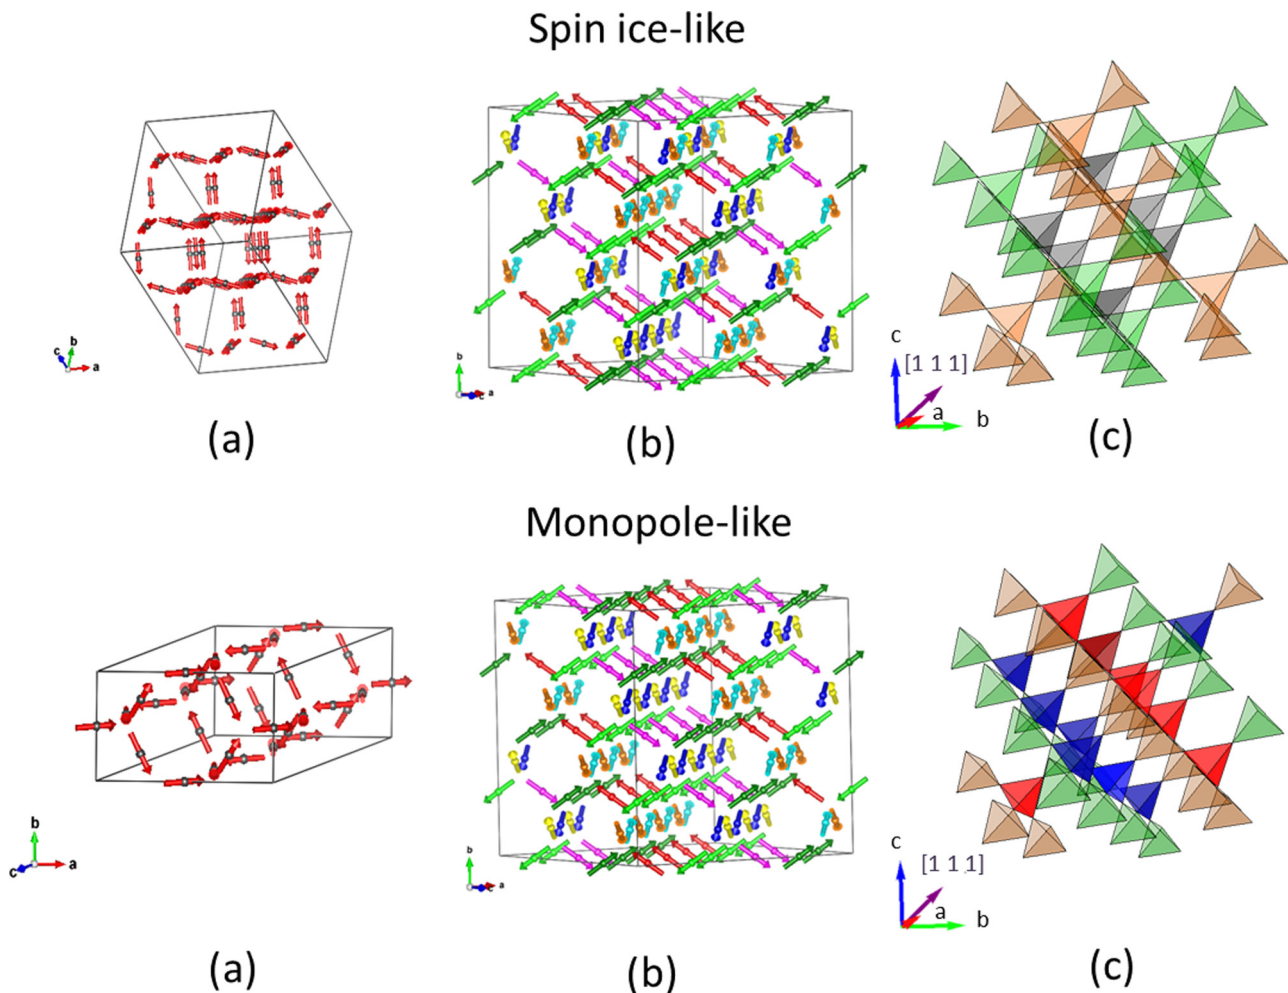 Spin ice-like
c b
a
b
c a
c
[1 1 1]
a b
(a) (b) (c)
Monopole-like
b
c a
b
c a
c
[1 1 1]
a b
(a) (b) (c)